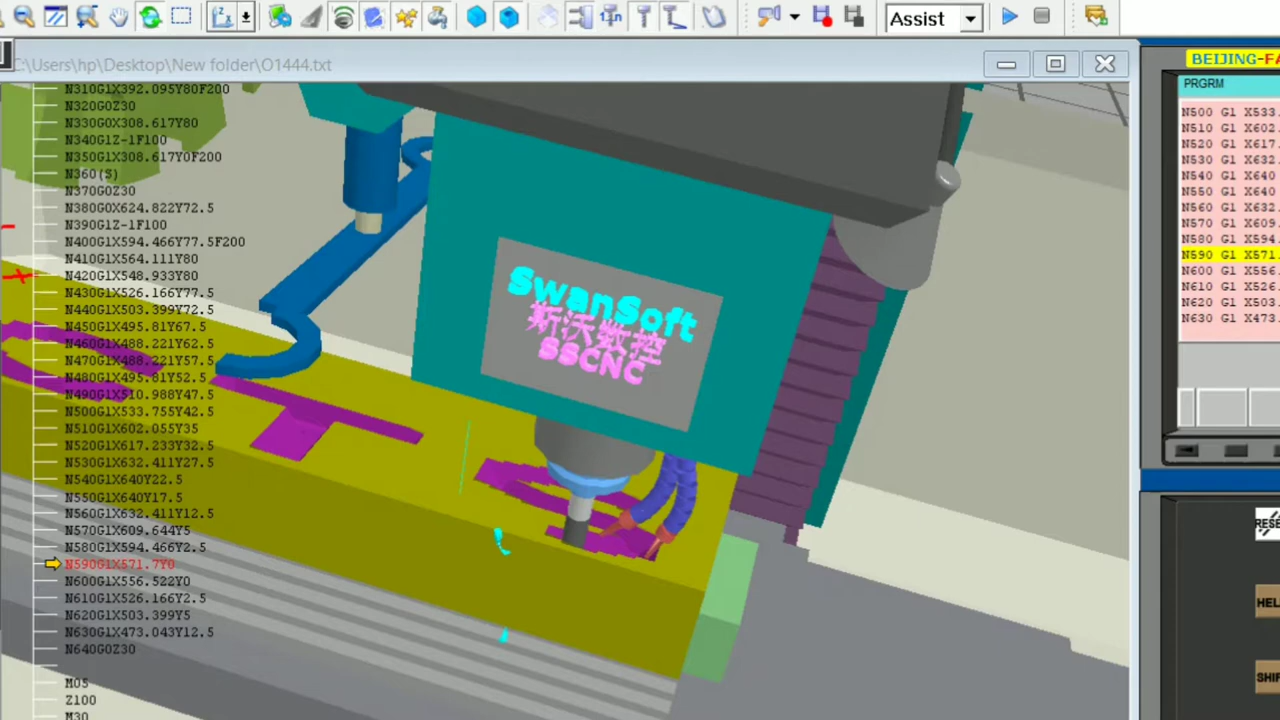 Assist
C:\Users\hp\Desktop\New folder\O1444.txt
N310G1X392.095Y80F200
N320G0Z30
N330G0X308.617Y80
N340G1Z-1F100
N350G1X308.617Y0F200
N360(S)
N370G0Z30
N380G0X624.822Y72.5
N390G1Z-1F100
N400G1X594.466Y77.5F200
N410G1X564.111Y80
N420G1X548.933Y80
N430G1X526.166Y77.5
N440G1X503.399Y72.5
N450G1X495.81Y67.5
N460G1X488.221Y62.5
N470G1X488.221Y57.5
N480G1X495.81Y52.5
N490G1X510.988Y47.5
N500G1X533.755Y42.5
N510G1X602.055Y35
N520G1X617.233Y32.5
N530G1X632.411Y27.5
N540G1X640Y22.5
N550G1X640Y17.5
N560G1X632.411Y12.5
N570G1X609.644Y5
N580G1X594.466Y2.5
N590G1X571.7Y0
N600G1X556.522Y0
N610G1X526.166Y2.5
N620G1X503.399Y5
N630G1X473.043Y12.5
N640G0Z30
M05
Z100
M30
SwanSoft
斯沃数控
SSCNC
BEIJING-FA
PRGRM
N500 G1 X533.
N510 G1 X602.
N520 G1 X617.
N530 G1 X632.
N540 G1 X640
N550 G1 X640
N560 G1 X632.
N570 G1 X609.
N580 G1 X594.
N590 G1 X571.
N600 G1 X556.
N610 G1 X526.
N620 G1 X503.
N630 G1 X473.
RESE
HEL
SHI